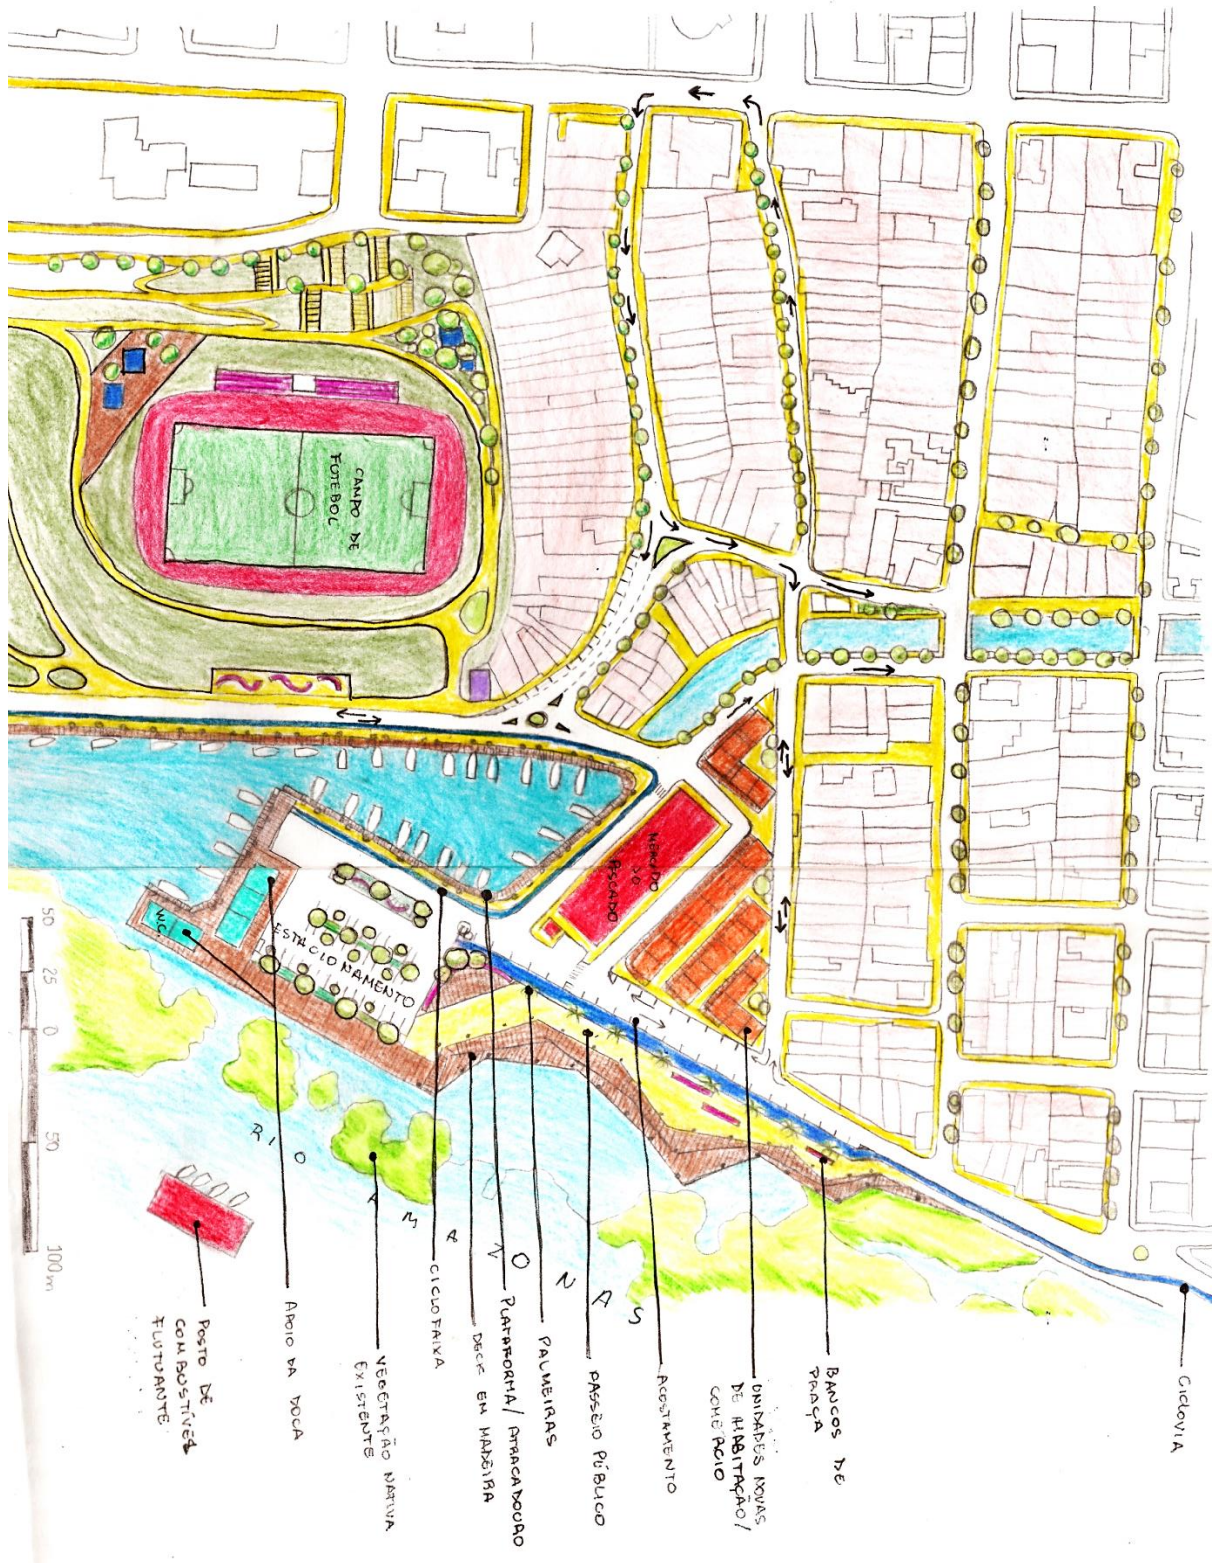 CAMPO DE
FUTEBOL
MERCADO
DO
PESCADO
ESTACIONAMENTO
W.C
RIO AMAZONAS
50
25
0
50
100m
CICLOVIA
BANCOS DE
PRAÇA
UNIDADES NOVAS
DE HABITAÇÃO/
COMÉRCIO
ACOSTAMENTO
PASSEIO PÚBLICO
PALMEIRAS
PLATAFORMA/ ATRACADOURO
DECK EM MADEIRA
CICLOFAIXA
VEGETAÇÃO NATIVA
EXISTENTE
APOIO DA DOCA
POSTO DE
COMBUSTÍVEL
FLUTUANTE